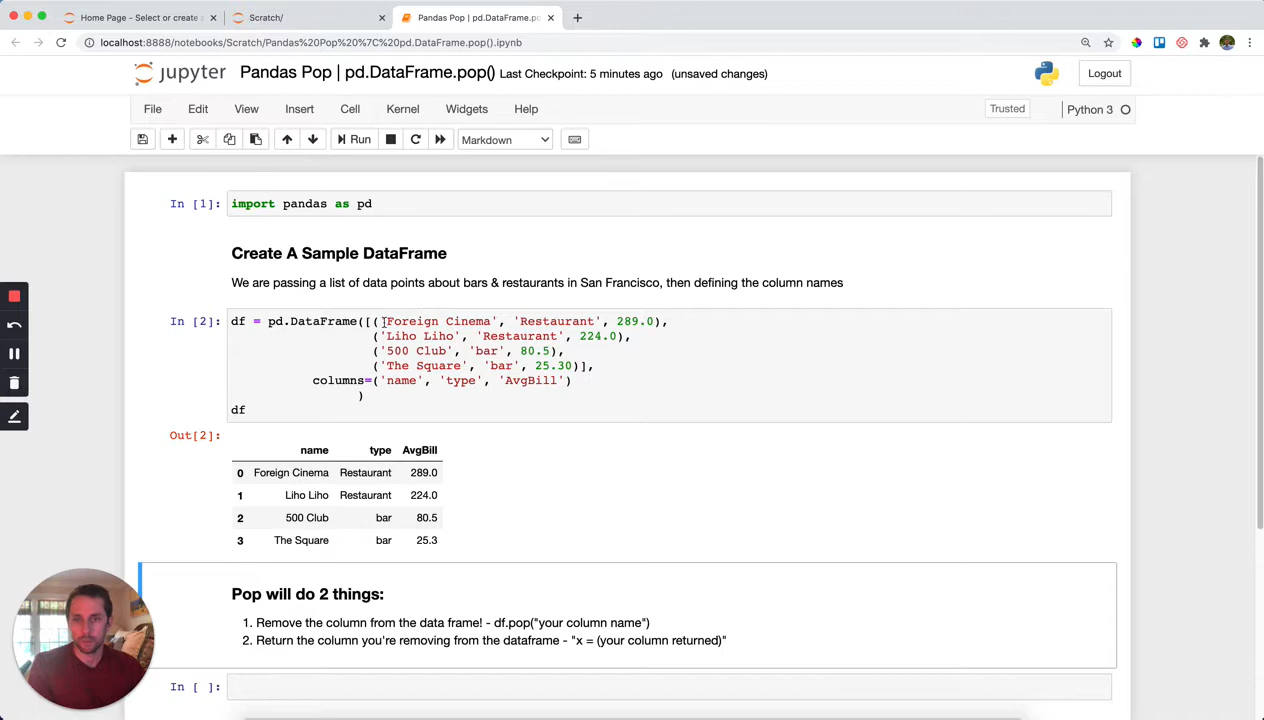 Home Page - Select or create a
Scratch/
Pandas Pop | pd.DataFrame.po
localhost:8888/notebooks/Scratch/Pandas%20Pop%20%7C%20pd.DataFrame.pop().ipynb
jupyter Pandas Pop | pd.DataFrame.pop() Last Checkpoint: 5 minutes ago (unsaved changes) Logout
File Edit View Insert Cell Kernel Widgets Help Trusted Python 3
Run Markdown
In [1]: import pandas as pd
Create A Sample DataFrame
We are passing a list of data points about bars & restaurants in San Francisco, then defining the column names
In [2]: df = pd.DataFrame([('Foreign Cinema', 'Restaurant', 289.0),
('Liho Liho', 'Restaurant', 224.0),
('500 Club', 'bar', 80.5),
('The Square', 'bar', 25.30)],
columns=('name', 'type', 'AvgBill')
)
df
Out[2]:
name type AvgBill
0 Foreign Cinema Restaurant 289.0
1 Liho Liho Restaurant 224.0
2 500 Club bar 80.5
3 The Square bar 25.3
Pop will do 2 things:
1. Remove the column from the data frame! - df.pop("your column name")
2. Return the column you're removing from the dataframe - "x = (your column returned)"
In [ ]: